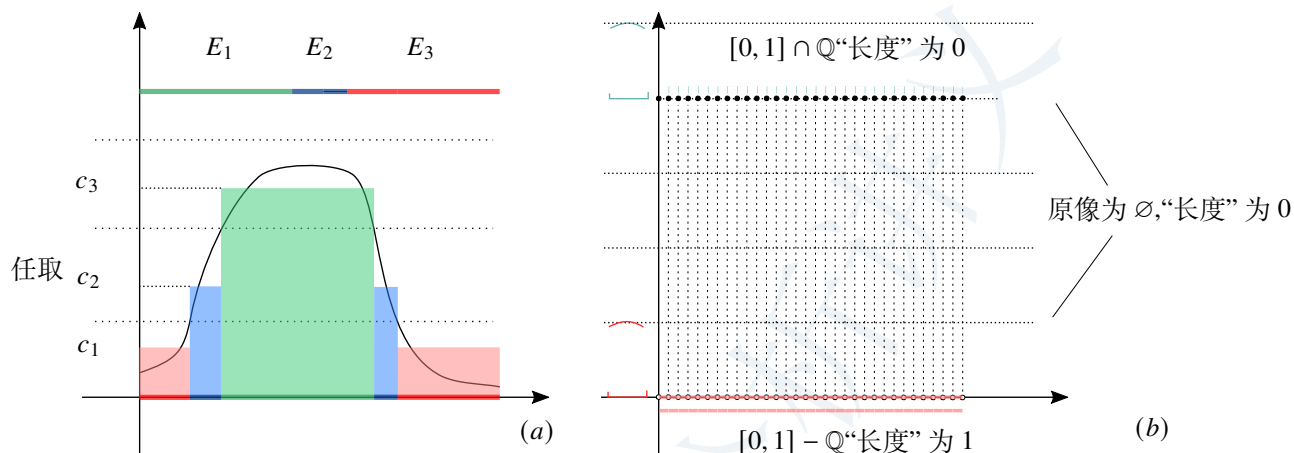 E₁ E₂ E₃
c₃
任取 c₂
c₁
(a)
[0, 1] ∩ ℚ“长度” 为 0
原像为 ∅,“长度” 为 0
[0, 1] − ℚ“长度” 为 1
(b)